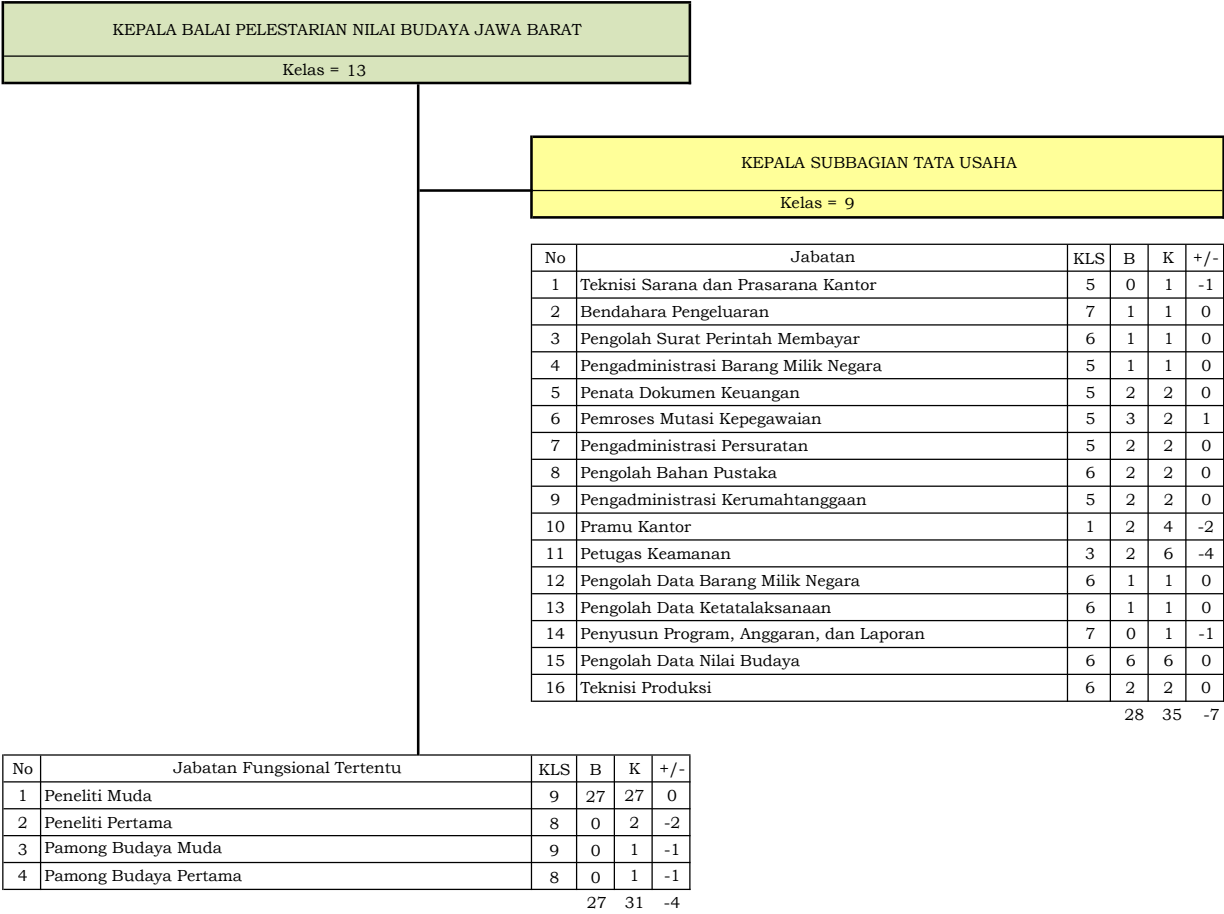 KEPALA BALAI PELESTARIAN NILAI BUDAYA JAWA BARAT
Kelas = 13
KEPALA SUBBAGIAN TATA USAHA
Kelas = 9
No Jabatan KLS B K +/-
1 Teknisi Sarana dan Prasarana Kantor 5 0 1 -1
2 Bendahara Pengeluaran 7 1 1 0
3 Pengolah Surat Perintah Membayar 6 1 1 0
4 Pengadministrasi Barang Milik Negara 5 1 1 0
5 Penata Dokumen Keuangan 5 2 2 0
6 Pemroses Mutasi Kepegawaian 5 3 2 1
7 Pengadministrasi Persuratan 5 2 2 0
8 Pengolah Bahan Pustaka 6 2 2 0
9 Pengadministrasi Kerumahtanggaan 5 2 2 0
10 Pramu Kantor 1 2 4 -2
11 Petugas Keamanan 3 2 6 -4
12 Pengolah Data Barang Milik Negara 6 1 1 0
13 Pengolah Data Ketatalaksanaan 6 1 1 0
14 Penyusun Program, Anggaran, dan Laporan 7 0 1 -1
15 Pengolah Data Nilai Budaya 6 6 6 0
16 Teknisi Produksi 6 2 2 0
28 35 -7
No Jabatan Fungsional Tertentu KLS B K +/-
1 Peneliti Muda 9 27 27 0
2 Peneliti Pertama 8 0 2 -2
3 Pamong Budaya Muda 9 0 1 -1
4 Pamong Budaya Pertama 8 0 1 -1
27 31 -4